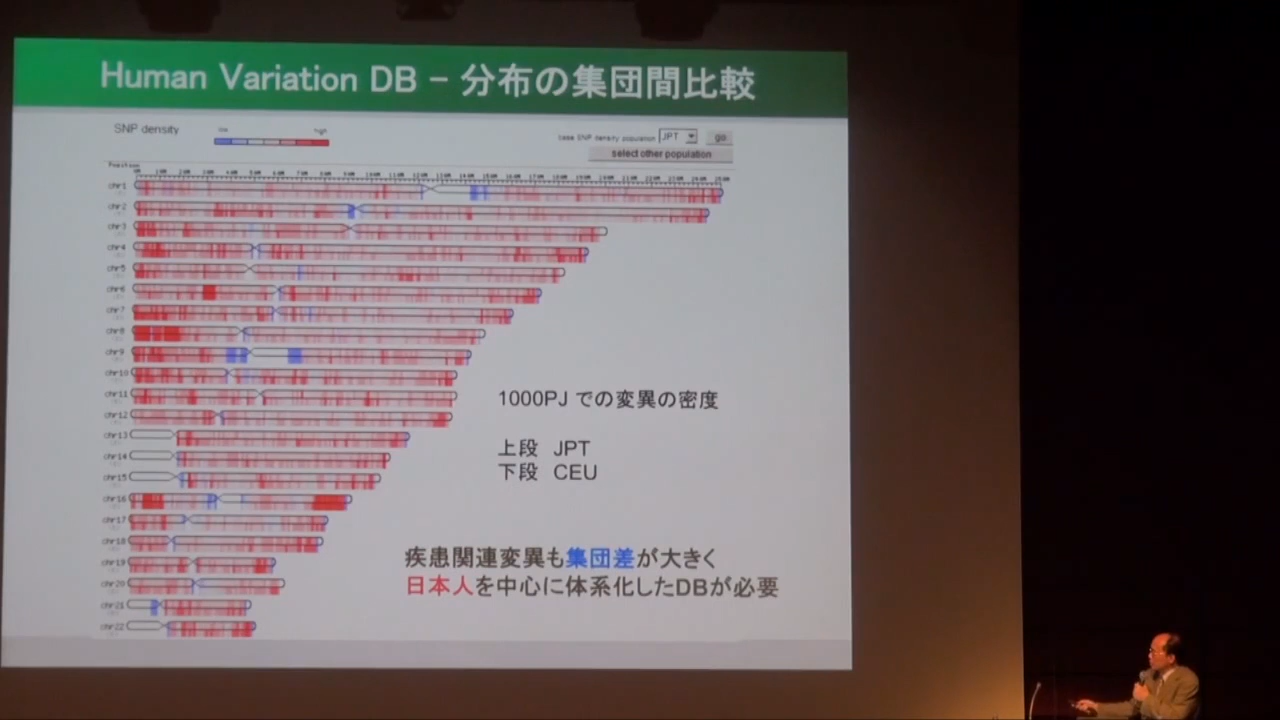 Human Variation DB - 分布の集団間比較
SNP density
low
high
base SNP density population JPT go
select other population
Position
chr1
chr2
chr3
chr4
chr5
chr6
chr7
chr8
chr9
chr10
chr11
chr12
chr13
chr14
chr15
chr16
chr17
chr18
chr19
chr20
chr21
chr22
1000PJ での変異の密度
上段 JPT
下段 CEU
疾患関連変異も集団差が大きく
日本人を中心に体系化したDBが必要